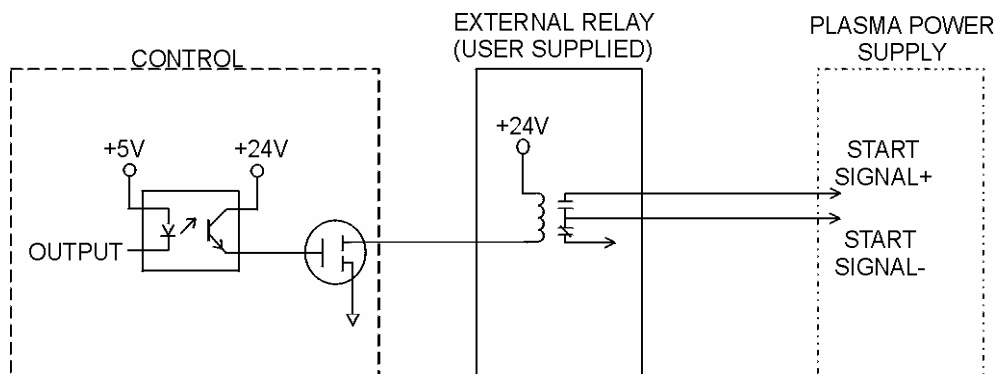 CONTROL
EXTERNAL RELAY
(USER SUPPLIED)
PLASMA POWER
SUPPLY
+5V
+24V
OUTPUT
+24V
START
SIGNAL+
START
SIGNAL-